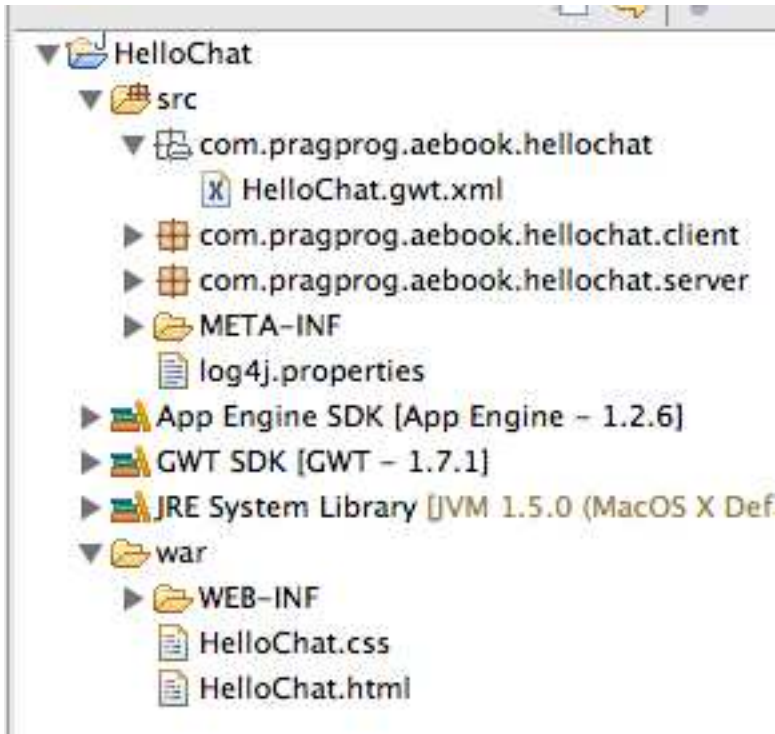 HelloChat
src
com.pragprog.aebook.hellochat
HelloChat.gwt.xml
com.pragprog.aebook.hellochat.client
com.pragprog.aebook.hellochat.server
META-INF
log4j.properties
App Engine SDK [App Engine - 1.2.6]
GWT SDK [GWT - 1.7.1]
JRE System Library [JVM 1.5.0 (MacOS X Def
war
WEB-INF
HelloChat.css
HelloChat.html